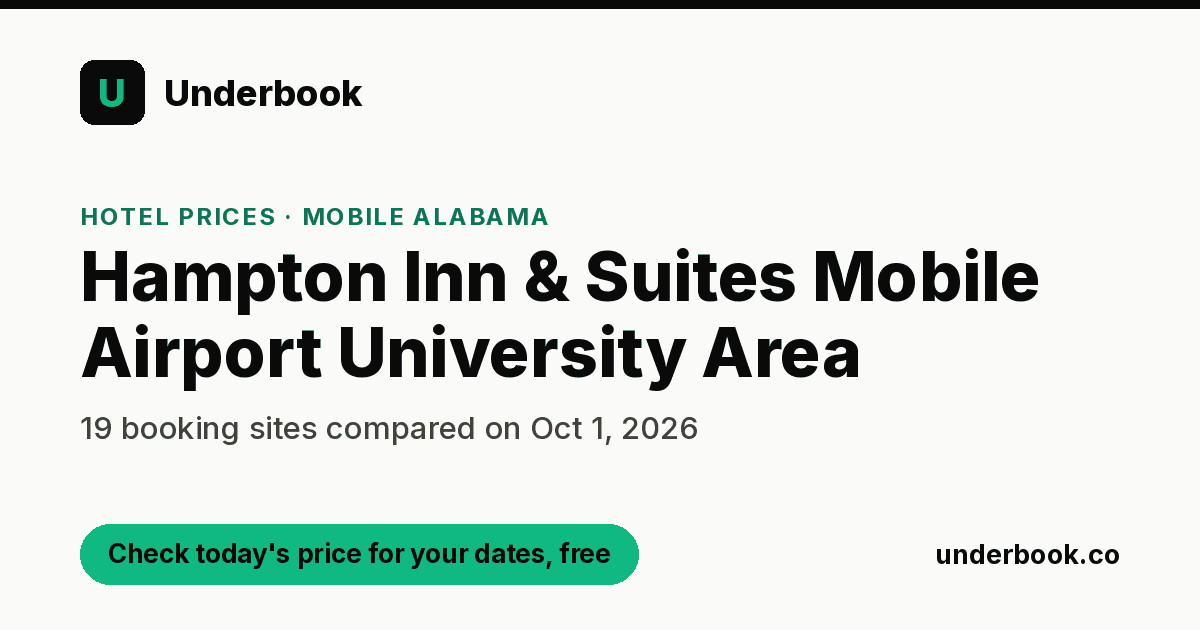 U Underbook
HOTEL PRICES · MOBILE ALABAMA
Hampton Inn & Suites Mobile
Airport University Area
19 booking sites compared on Oct 1, 2026
Check today's price for your dates, free
underbook.co